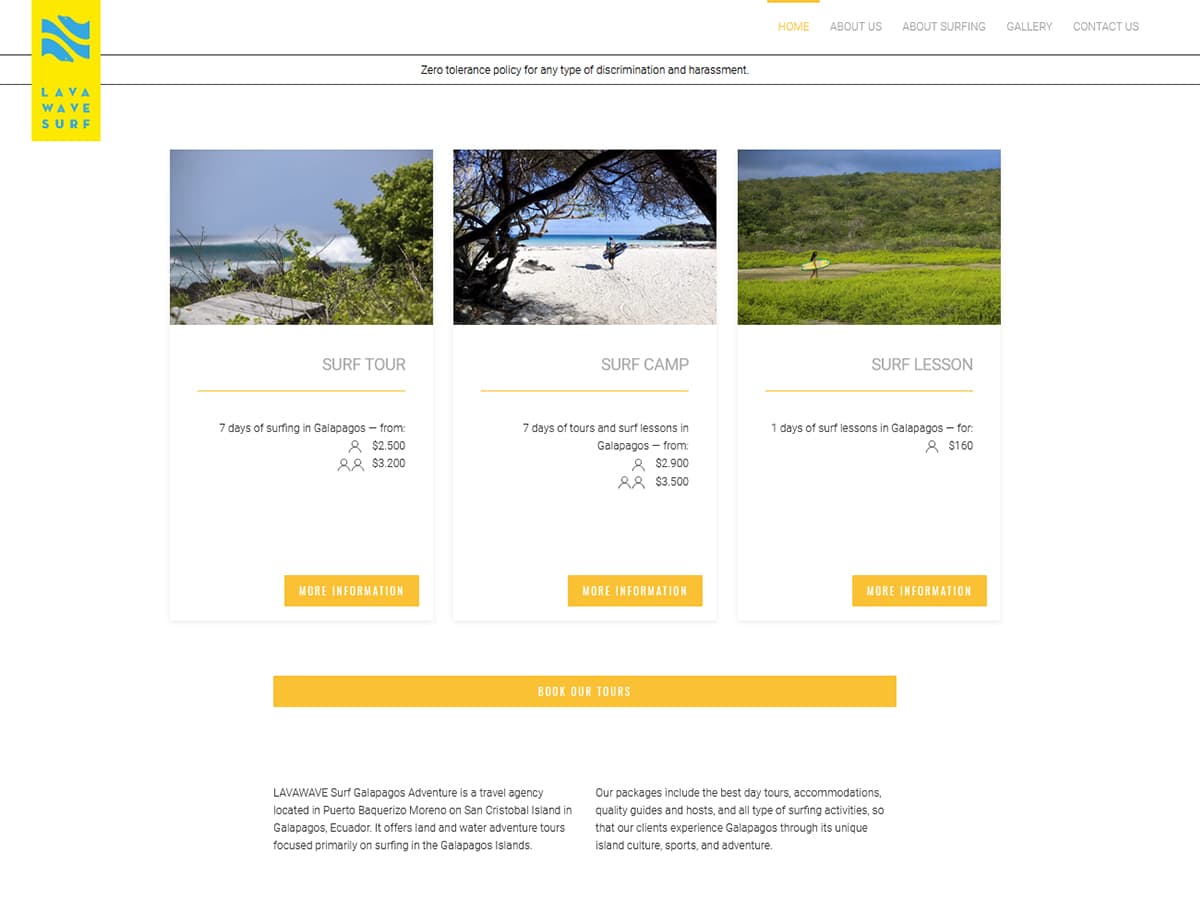 HOME ABOUT US ABOUT SURFING GALLERY CONTACT US
Zero tolerance policy for any type of discrimination and harassment.
LAVA
WAVE
SURF
SURF TOUR
7 days of surfing in Galapagos — from:
$2.500
$3.200
MORE INFORMATION
SURF CAMP
7 days of tours and surf lessons in
Galapagos — from:
$2.900
$3.500
MORE INFORMATION
SURF LESSON
1 days of surf lessons in Galapagos — for:
$160
MORE INFORMATION
BOOK OUR TOURS
LAVAWAVE Surf Galapagos Adventure is a travel agency
located in Puerto Baquerizo Moreno on San Cristobal Island in
Galapagos, Ecuador. It offers land and water adventure tours
focused primarily on surfing in the Galapagos Islands.
Our packages include the best day tours, accommodations,
quality guides and hosts, and all type of surfing activities, so
that our clients experience Galapagos through its unique
island culture, sports, and adventure.